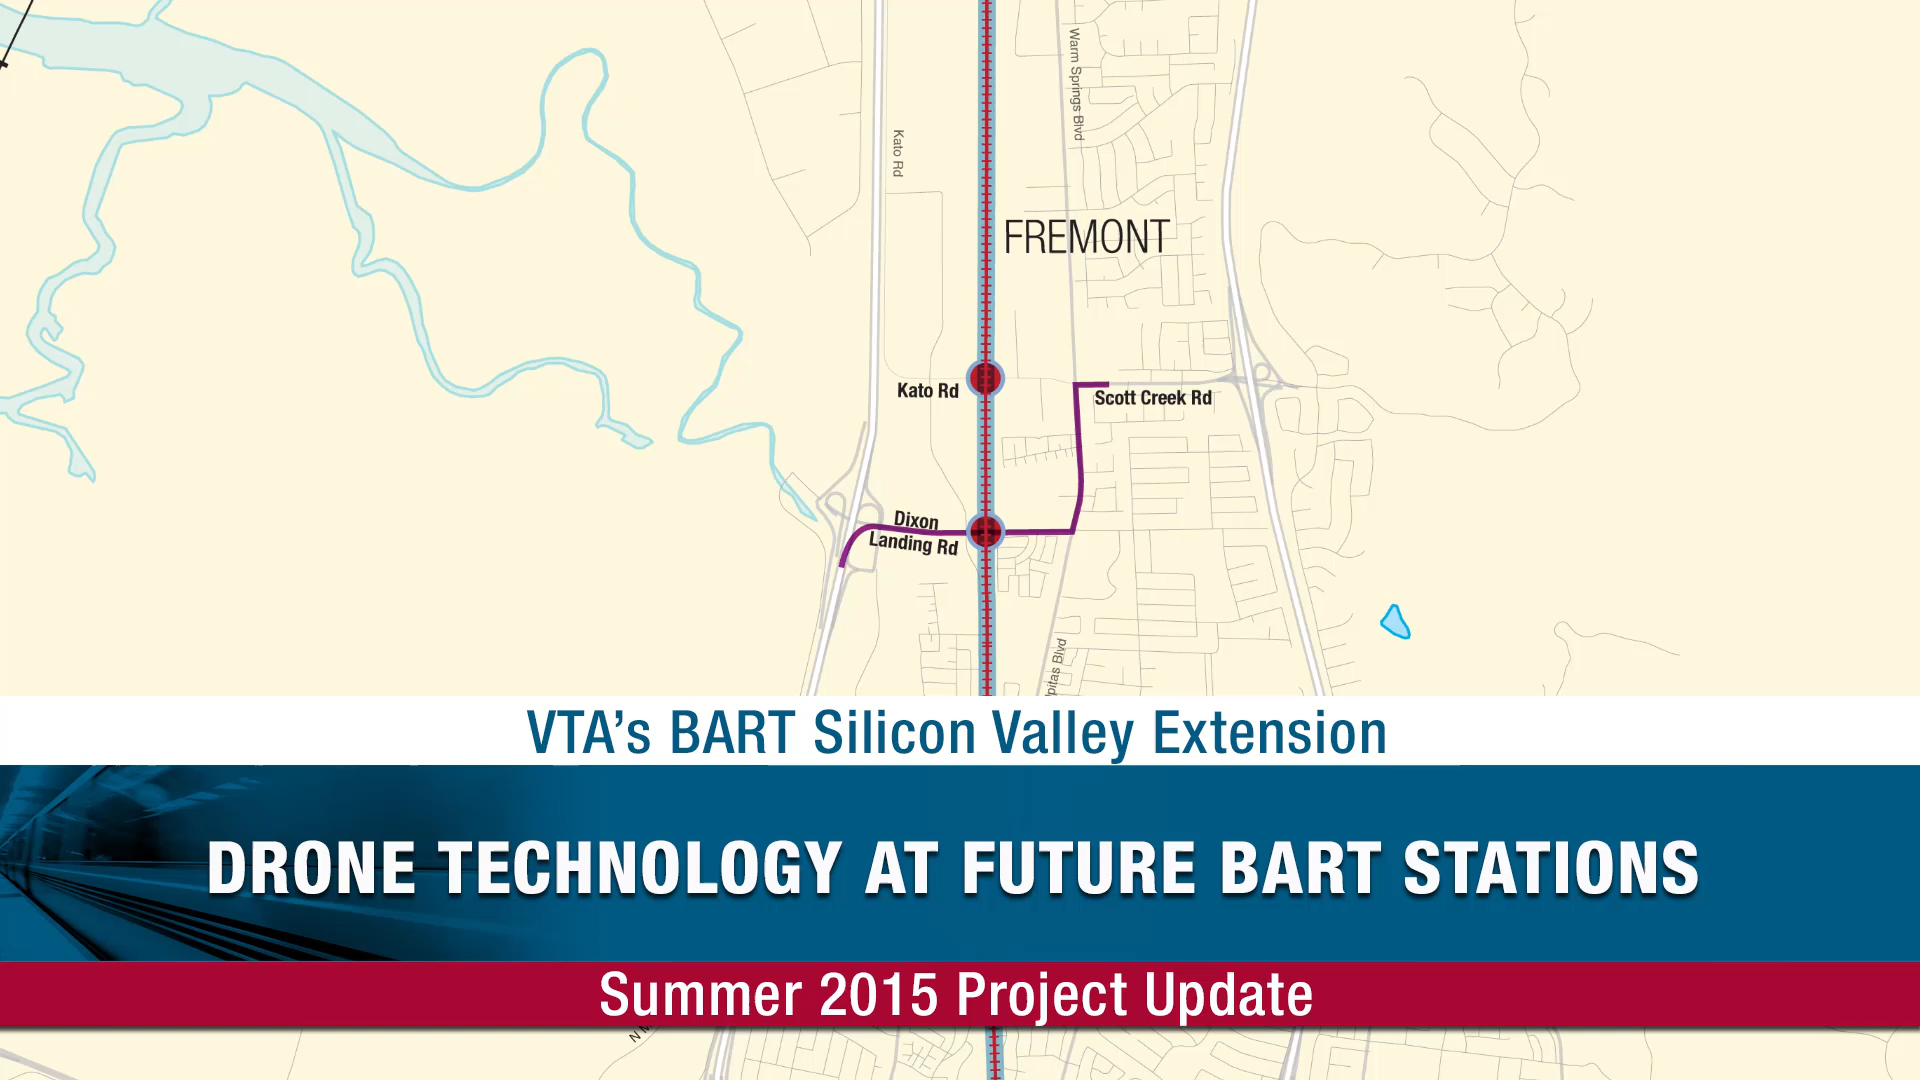 Warm Springs Blvd
Kato Rd
FREMONT
Kato Rd
Scott Creek Rd
Dixon
Landing Rd
Blvd
VTA's BART Silicon Valley Extension
DRONE TECHNOLOGY AT FUTURE BART STATIONS
Summer 2015 Project Update